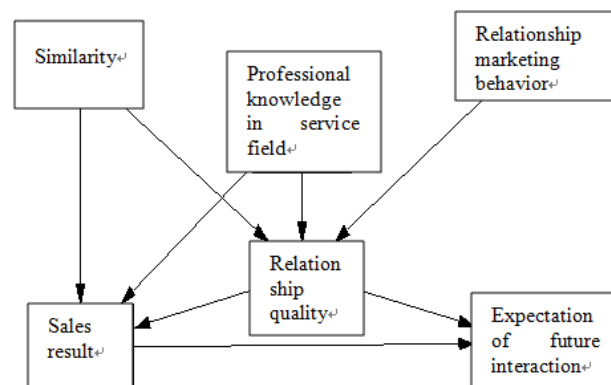 Similarity↵
Professional
knowledge
in service
field↵
Relationship
marketing
behavior↵
Relation
ship
quality↵
Sales
result↵
Expectation
of future
interaction↵